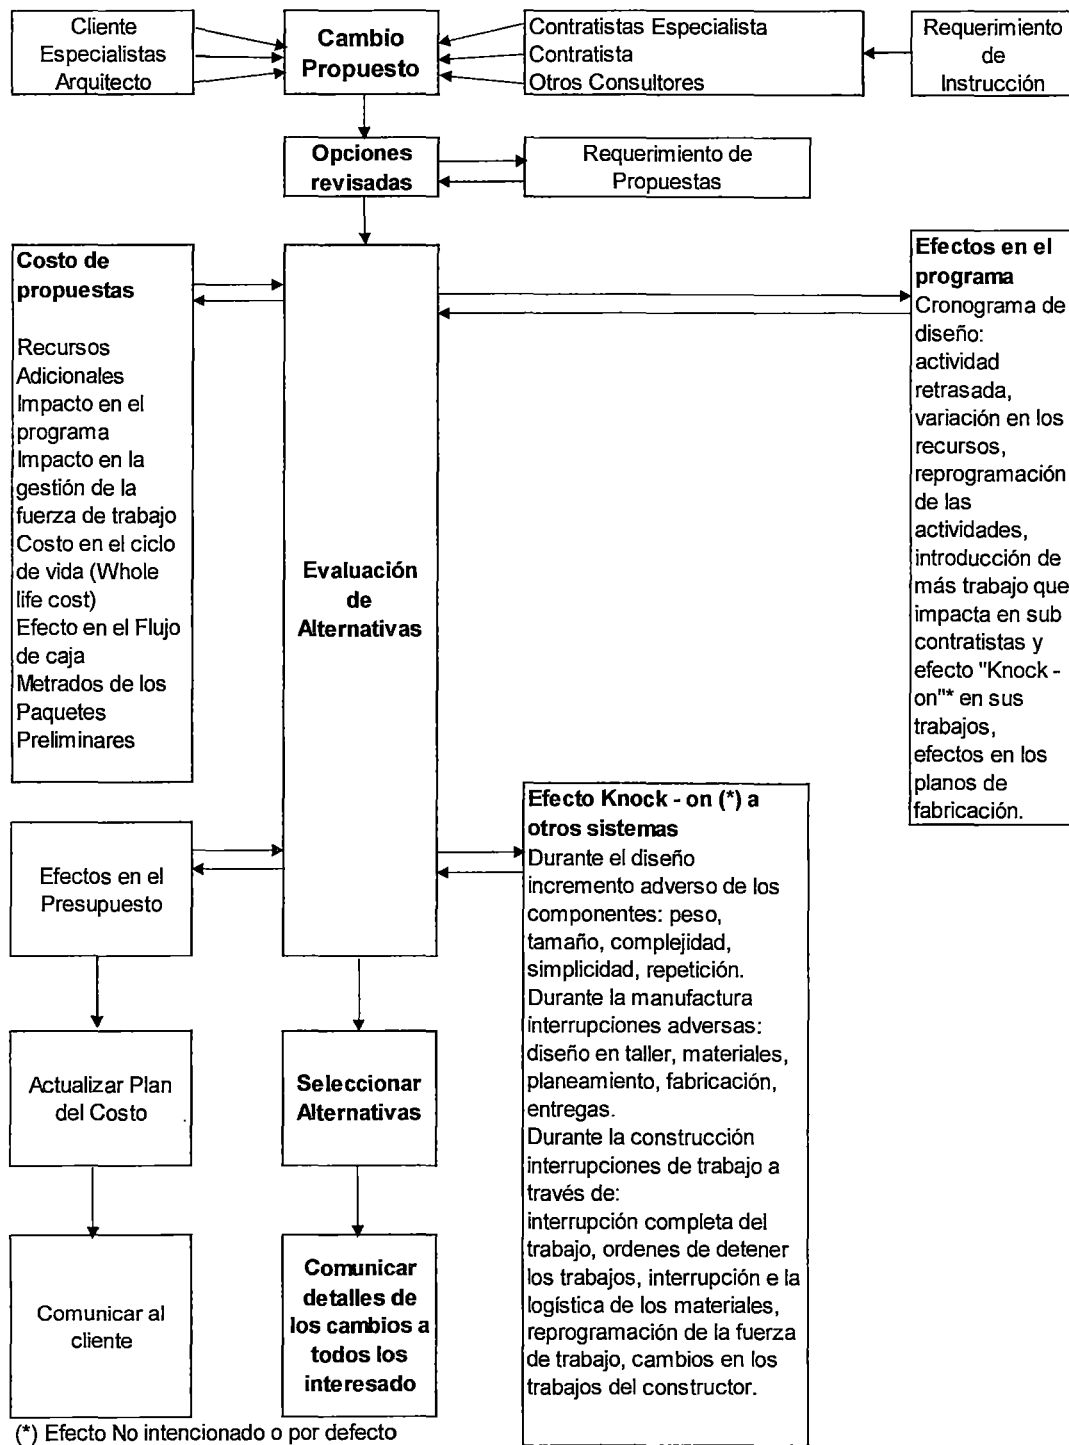 Cliente
Especialistas
Arquitecto
Cambio
Propuesto
Contratistas Especialista
Contratista
Otros Consultores
Requerimiento
de
Instrucción
Opciones
revisadas
Requerimiento de
Propuestas
Costo de
propuestas
Recursos
Adicionales
Impacto en el
programa
Impacto en la
gestión de la
fuerza de trabajo
Costo en el ciclo
de vida (Whole
life cost)
Efecto en el Flujo
de caja
Metrados de los
Paquetes
Preliminares
Evaluación
de
Alternativas
Efectos en el
programa
Cronograma de
diseño:
actividad
retrasada,
variación en los
recursos,
reprogramación
de las
actividades,
introducción de
más trabajo que
impacta en sub
contratistas y
efecto "Knock -
on"* en sus
trabajos,
efectos en los
planos de
fabricación.
Efectos en el
Presupuesto
Efecto Knock - on (*) a
otros sistemas
Durante el diseño
incremento adverso de los
componentes: peso,
tamaño, complejidad,
simplicidad, repetición.
Durante la manufactura
interrupciones adversas:
diseño en taller, materiales,
planeamiento, fabricación,
entregas.
Durante la construcción
interrupciones de trabajo a
través de:
interrupción completa del
trabajo, ordenes de detener
los trabajos, interrupción e la
logística de los materiales,
reprogramación de la fuerza
de trabajo, cambios en los
trabajos del constructor.
Actualizar Plan
del Costo
Seleccionar
Alternativas
Comunicar al
cliente
Comunicar
detalles de
los cambios a
todos los
interesado
(*) Efecto No intencionado o por defecto